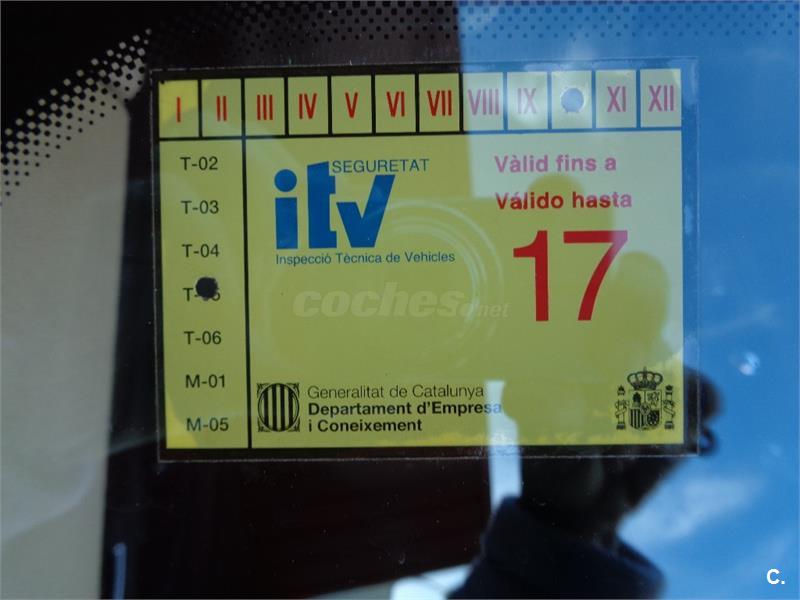 I II III IV V VI VII VIII IX XI XII
T-02
T-03
T-04
T-06
M-01
M-05
SEGURETAT
itv
Inspecció Tècnica de Vehicles
Vàlid fins a
Válido hasta
17
coches.net
Generalitat de Catalunya
Departament d'Empresa
i Coneixement
C.